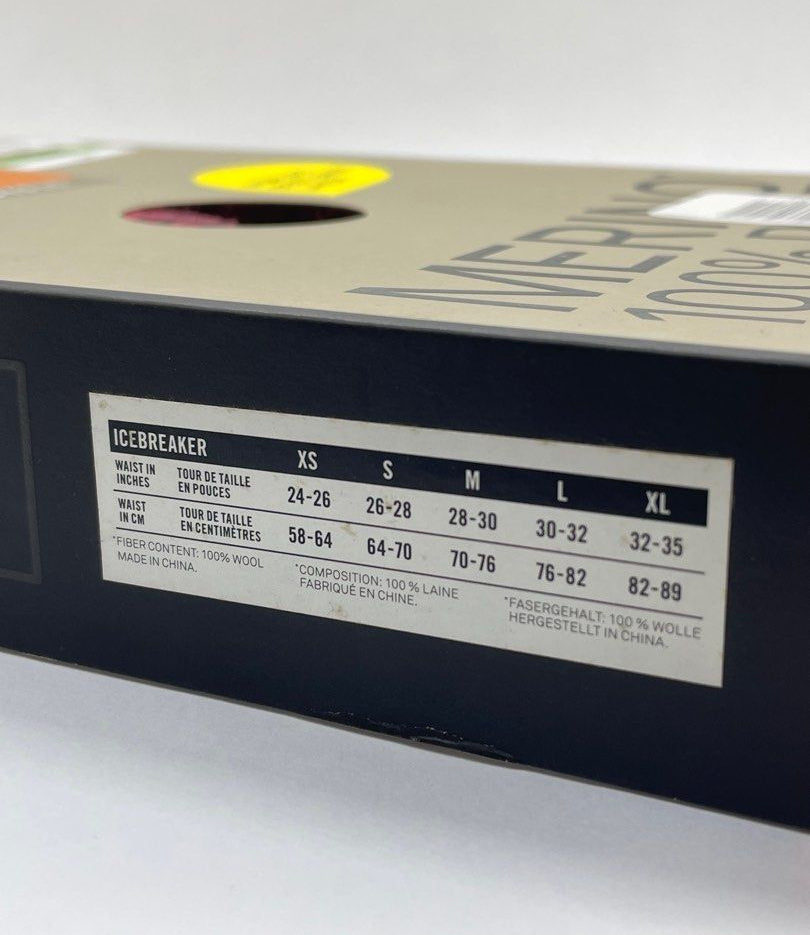 MERINO
100%
ICEBREAKER XS S M L XL
WAIST IN INCHES TOUR DE TAILLE EN POUCES 24-26 26-28 28-30 30-32 32-35
WAIST IN CM TOUR DE TAILLE EN CENTIMÈTRES 58-64 64-70 70-76 76-82 82-89
*FIBER CONTENT: 100% WOOL
MADE IN CHINA.
*COMPOSITION: 100 % LAINE
FABRIQUÉ EN CHINE.
*FASERGEHALT: 100 % WOLLE
HERGESTELLT IN CHINA.